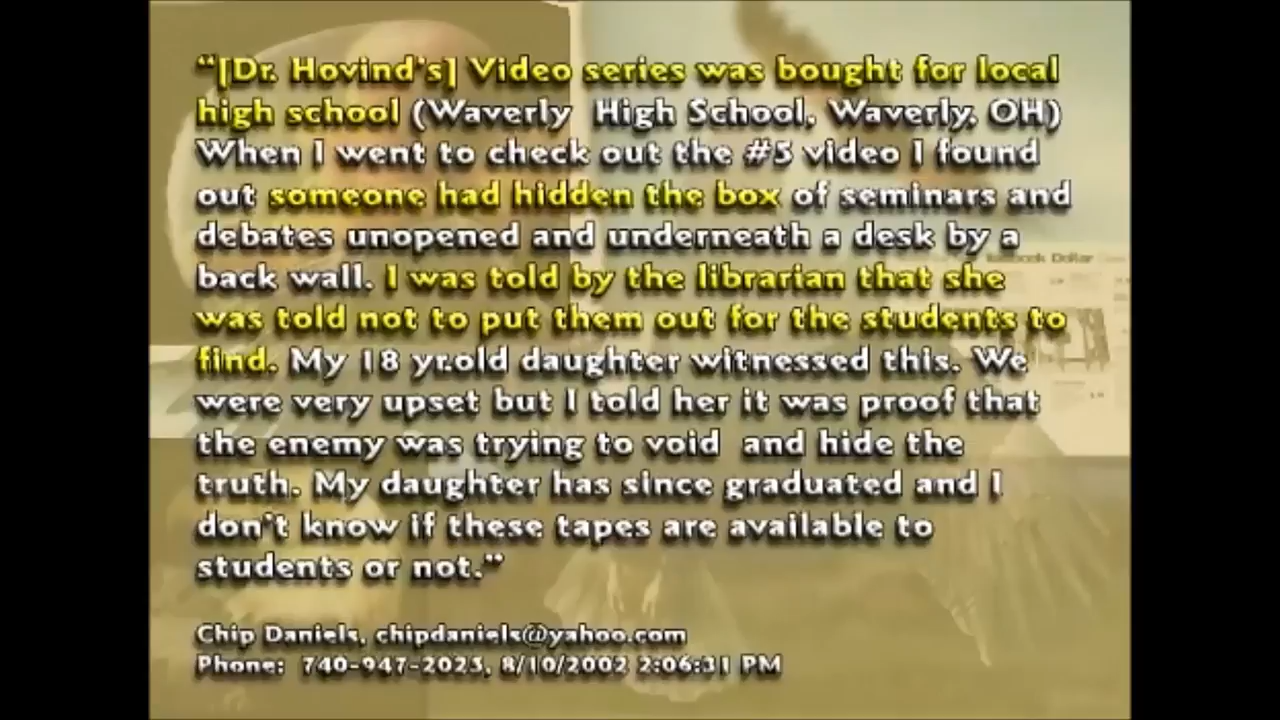 “[Dr. Hovind's] Video series was bought for local
high school (Waverly High School, Waverly, OH)
When I went to check out the #5 video I found
out someone had hidden the box of seminars and
debates unopened and underneath a desk by a
back wall. I was told by the librarian that she
was told not to put them out for the students to
find. My 18 yr.old daughter witnessed this. We
were very upset but I told her it was proof that
the enemy was trying to void and hide the
truth. My daughter has since graduated and I
don't know if these tapes are available to
students or not.”
Chip Daniels, chipdaniels@yahoo.com
Phone: 740-947-2023, 8/10/2002 2:06:31 PM
Dollar